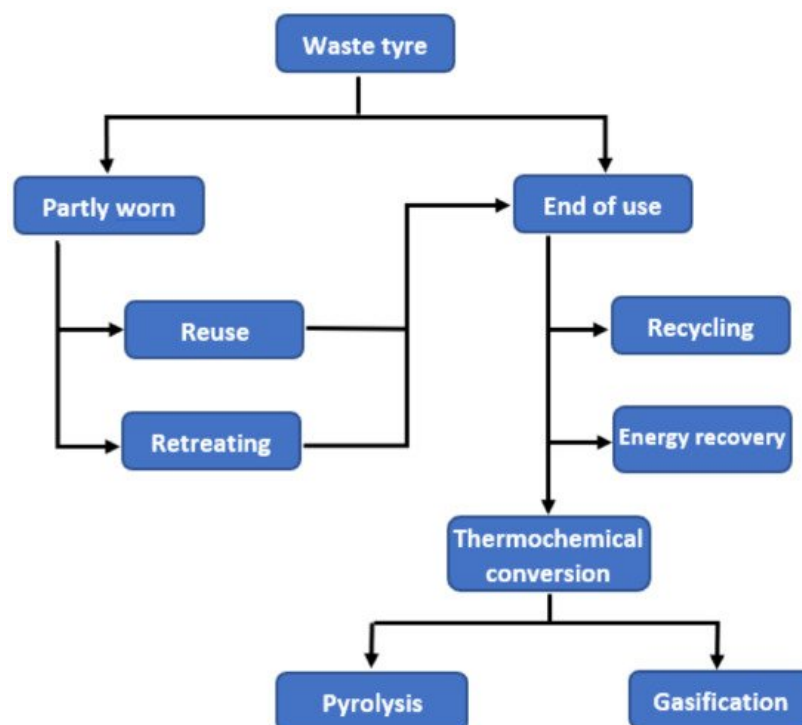 Waste tyre
Partly worn
End of use
Reuse
Recycling
Retreating
Energy recovery
Thermochemical
conversion
Pyrolysis
Gasification